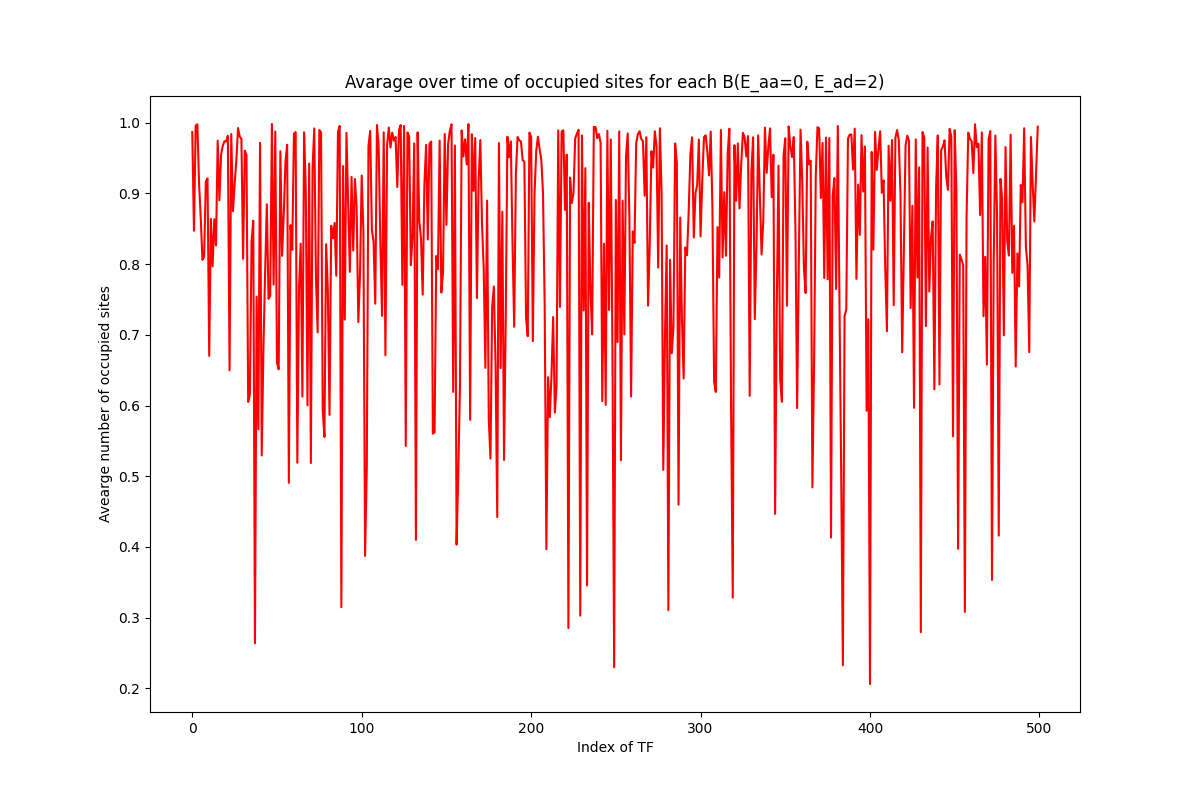 Avarage over time of occupied sites for each B(E_aa=0, E_ad=2)
1.0
0.9
0.8
0.7
0.6
0.5
0.4
0.3
0.2
Avearge number of occupied sites
0 100 200 300 400 500
Index of TF